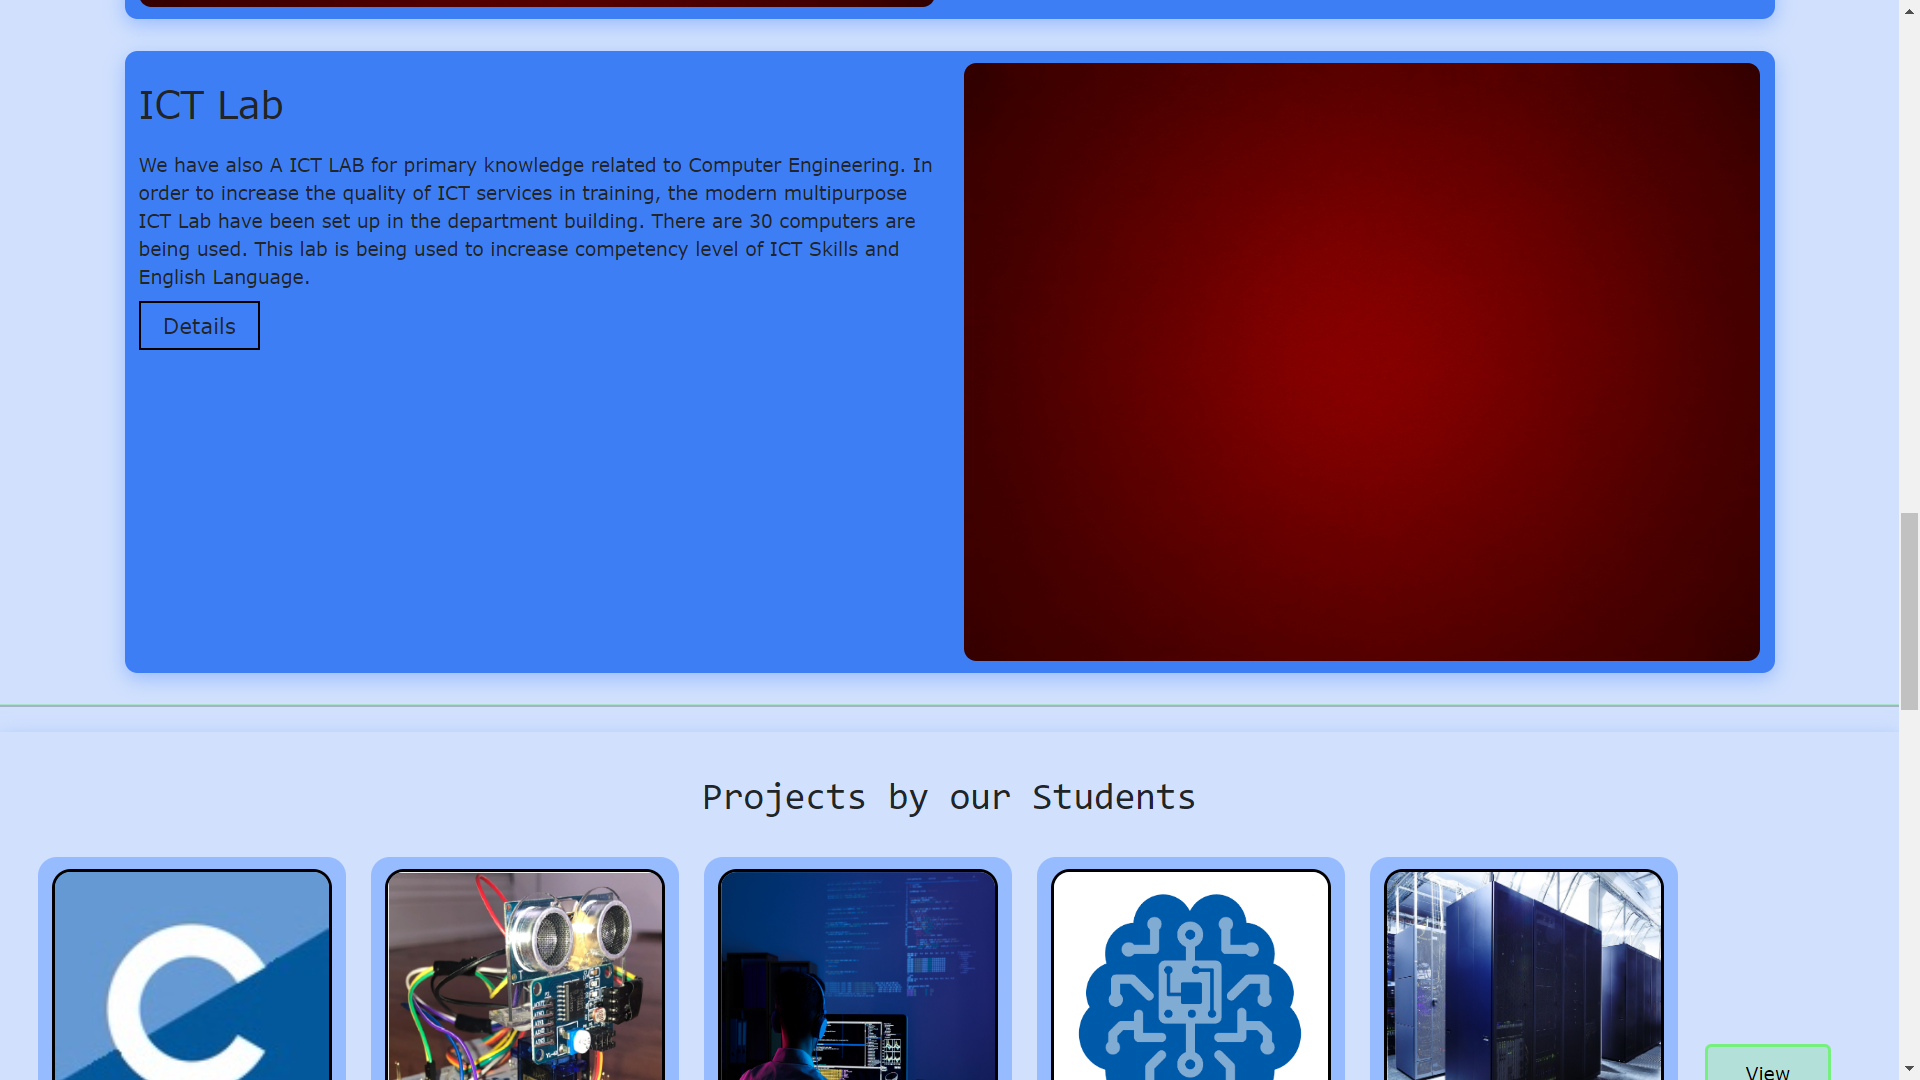 ICT Lab
We have also A ICT LAB for primary knowledge related to Computer Engineering. In
order to increase the quality of ICT services in training, the modern multipurpose
ICT Lab have been set up in the department building. There are 30 computers are
being used. This lab is being used to increase competency level of ICT Skills and
English Language.
Details
Projects by our Students
C
View